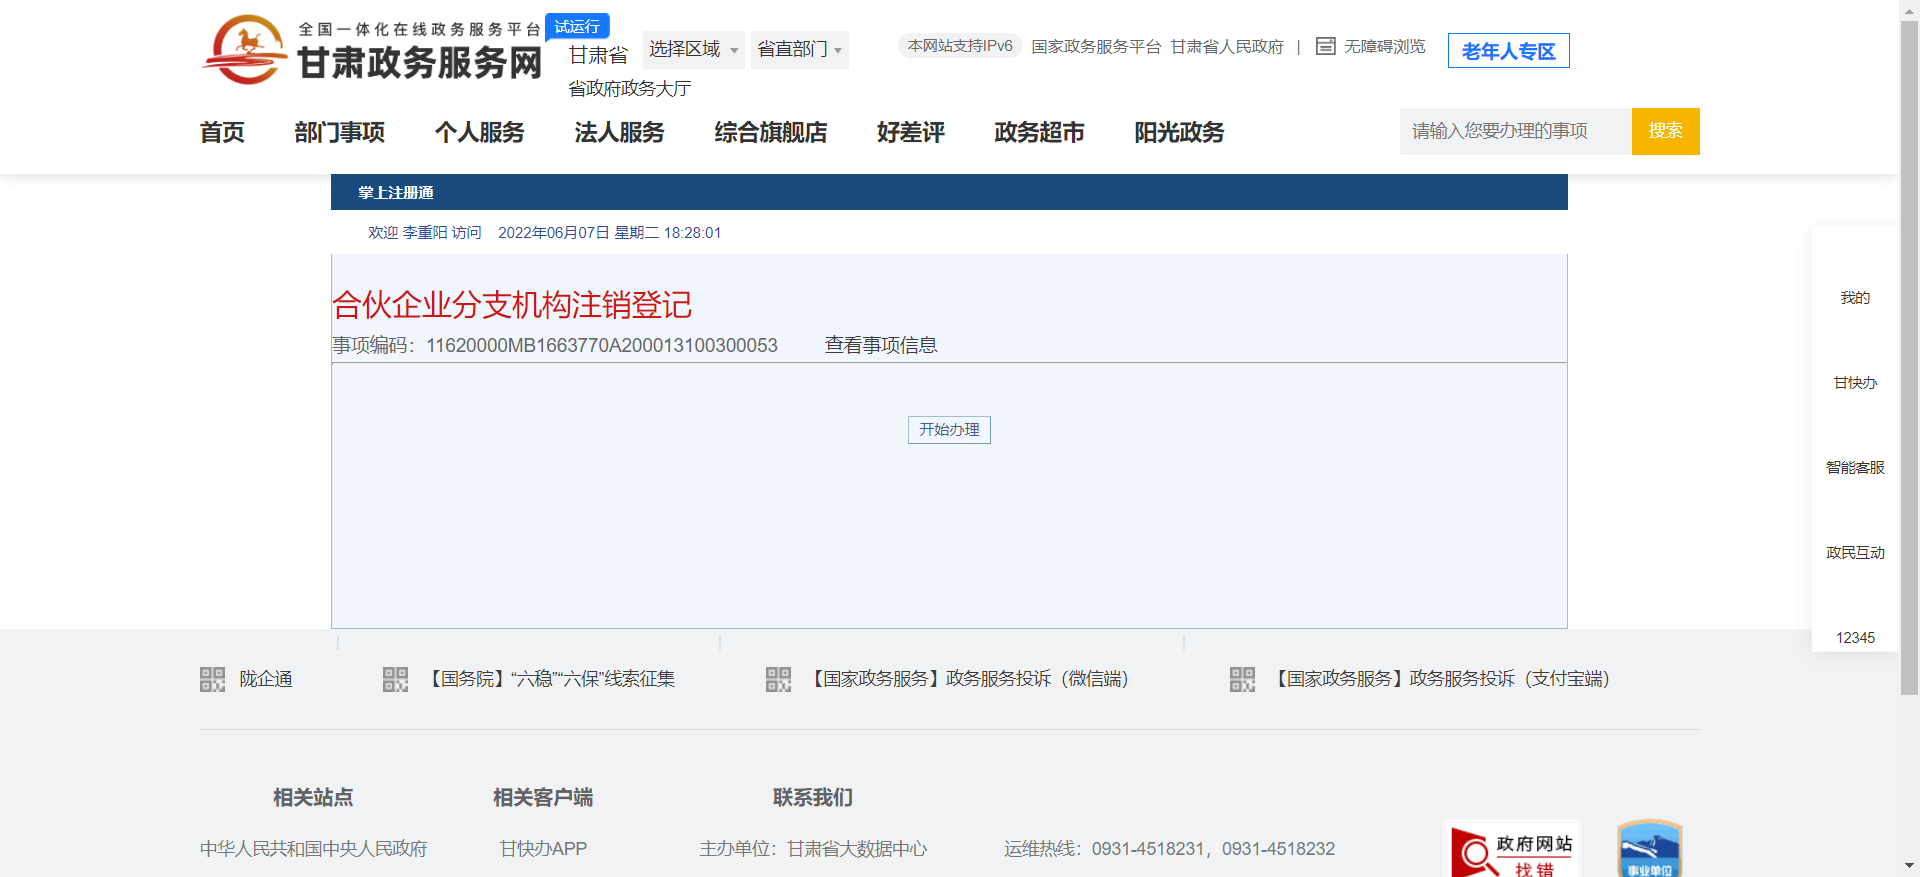 全国一体化在线政务服务平台
甘肃政务服务网
试运行
甘肃省
选择区域
省直部门
省政府政务大厅
本网站支持IPv6
国家政务服务平台
甘肃省人民政府
|
无障碍浏览
老年人专区
首页
部门事项
个人服务
法人服务
综合旗舰店
好差评
政务超市
阳光政务
请输入您要办理的事项
搜索
掌上注册通
欢迎 李重阳 访问 2022年06月07日 星期二 18:28:01
合伙企业分支机构注销登记
事项编码：11620000MB1663770A200013100300053 查看事项信息
开始办理
我的
甘快办
智能客服
政民互动
12345
陇企通
【国务院】“六稳”“六保”线索征集
【国家政务服务】政务服务投诉（微信端）
【国家政务服务】政务服务投诉（支付宝端）
相关站点
相关客户端
联系我们
中华人民共和国中央人民政府
甘快办APP
主办单位：甘肃省大数据中心
运维热线：0931-4518231，0931-4518232
政府网站
找错
事业单位